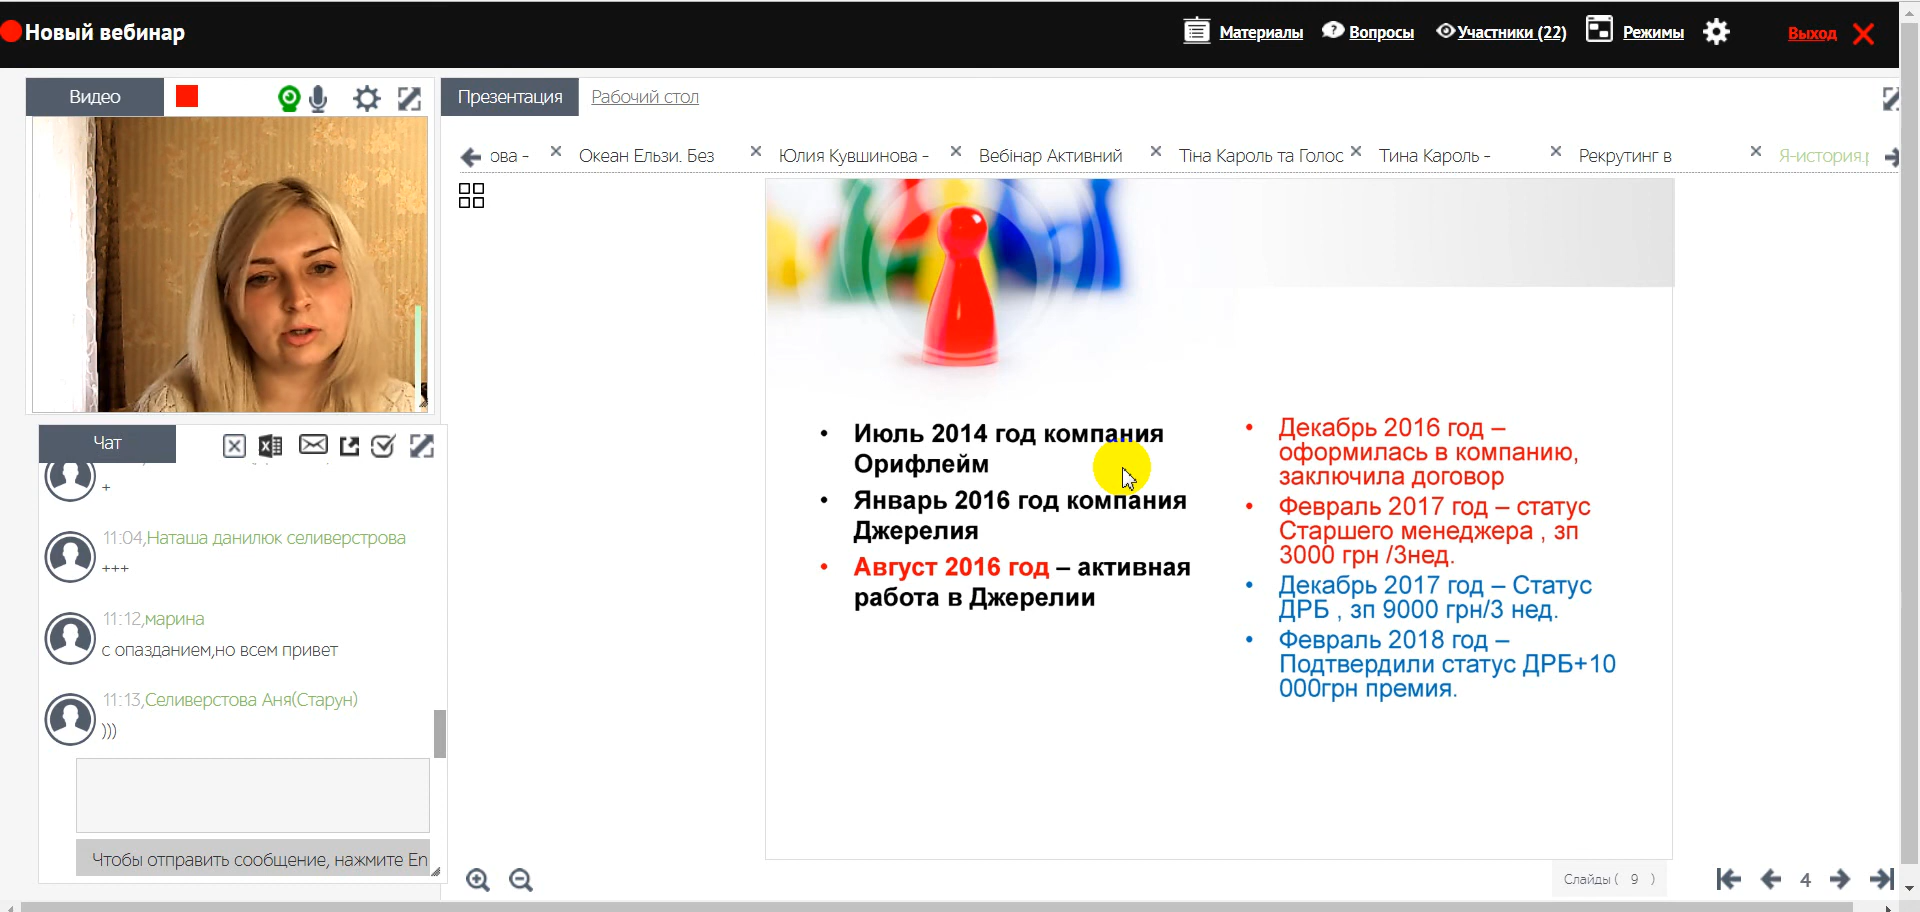 Новый вебинар
Материалы
Вопросы
Участники (22)
Режимы
Выход
Видео
Презентация
Рабочий стол
ова -
Океан Ельзи. Без
Юлия Кувшинова -
Вебінар Активний
Тіна Кароль та Голос
Тина Кароль -
Рекрутинг в
Я-история.р
• Июль 2014 год компания
Орифлейм
• Январь 2016 год компания
Джерелия
• Август 2016 год – активная
работа в Джерелии
• Декабрь 2016 год –
оформилась в компанию,
заключила договор
• Февраль 2017 год – статус
Старшего менеджера , зп
3000 грн /3нед.
• Декабрь 2017 год – Статус
ДРБ , зп 9000 грн/3 нед.
• Февраль 2018 год –
Подтвердили статус ДРБ+10
000грн премия.
Чат
+
11:04,Наташа данилюк селиверстрова
+++
11:12,марина
с опазданием,но всем привет
11:13,Селиверстова Аня(Старун)
)))
Чтобы отправить сообщение, нажмите En
Слайды ( 9 )
4